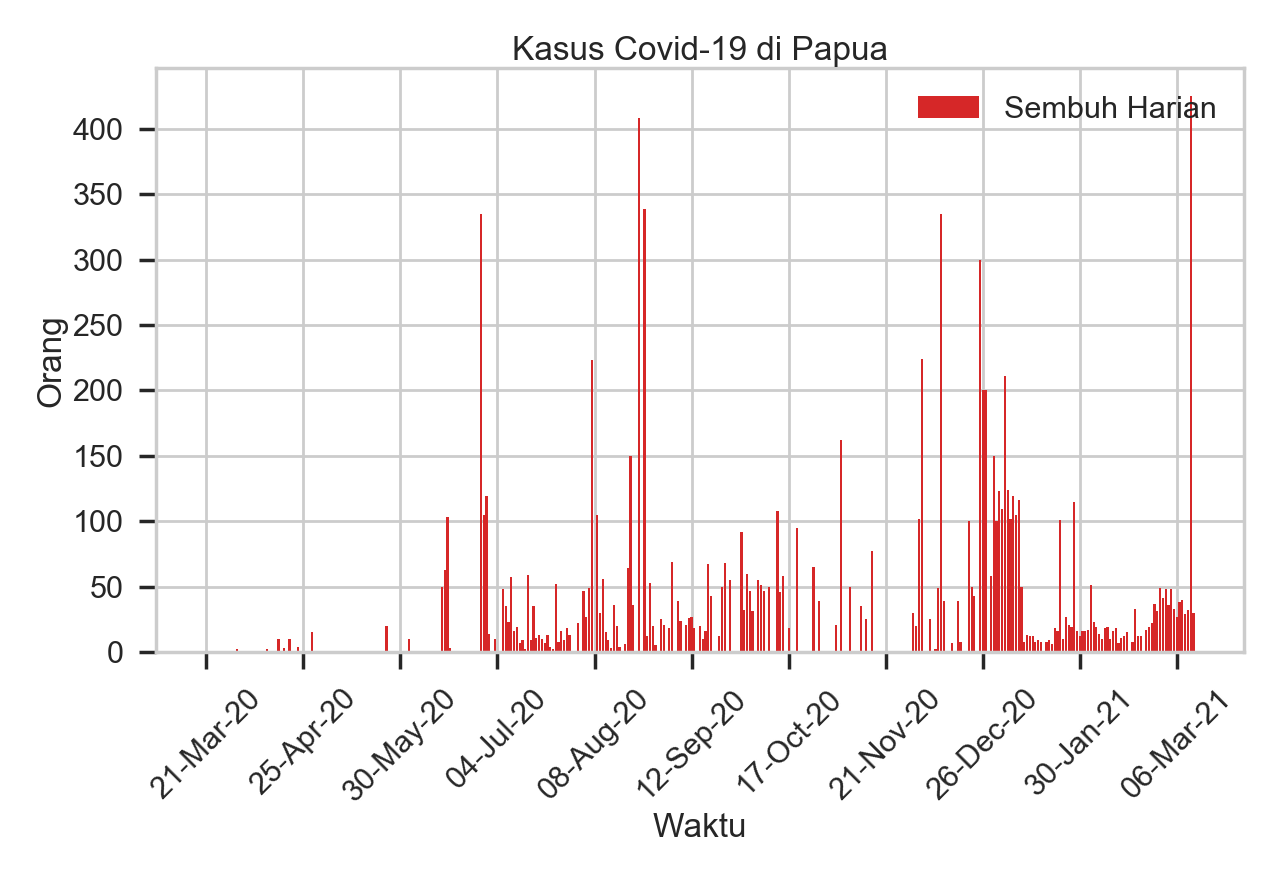 Kasus Covid-19 di Papua
Sembuh Harian
Orang
400
350
300
250
200
150
100
50
0
21-Mar-20
25-Apr-20
30-May-20
04-Jul-20
08-Aug-20
12-Sep-20
17-Oct-20
21-Nov-20
26-Dec-20
30-Jan-21
06-Mar-21
Waktu